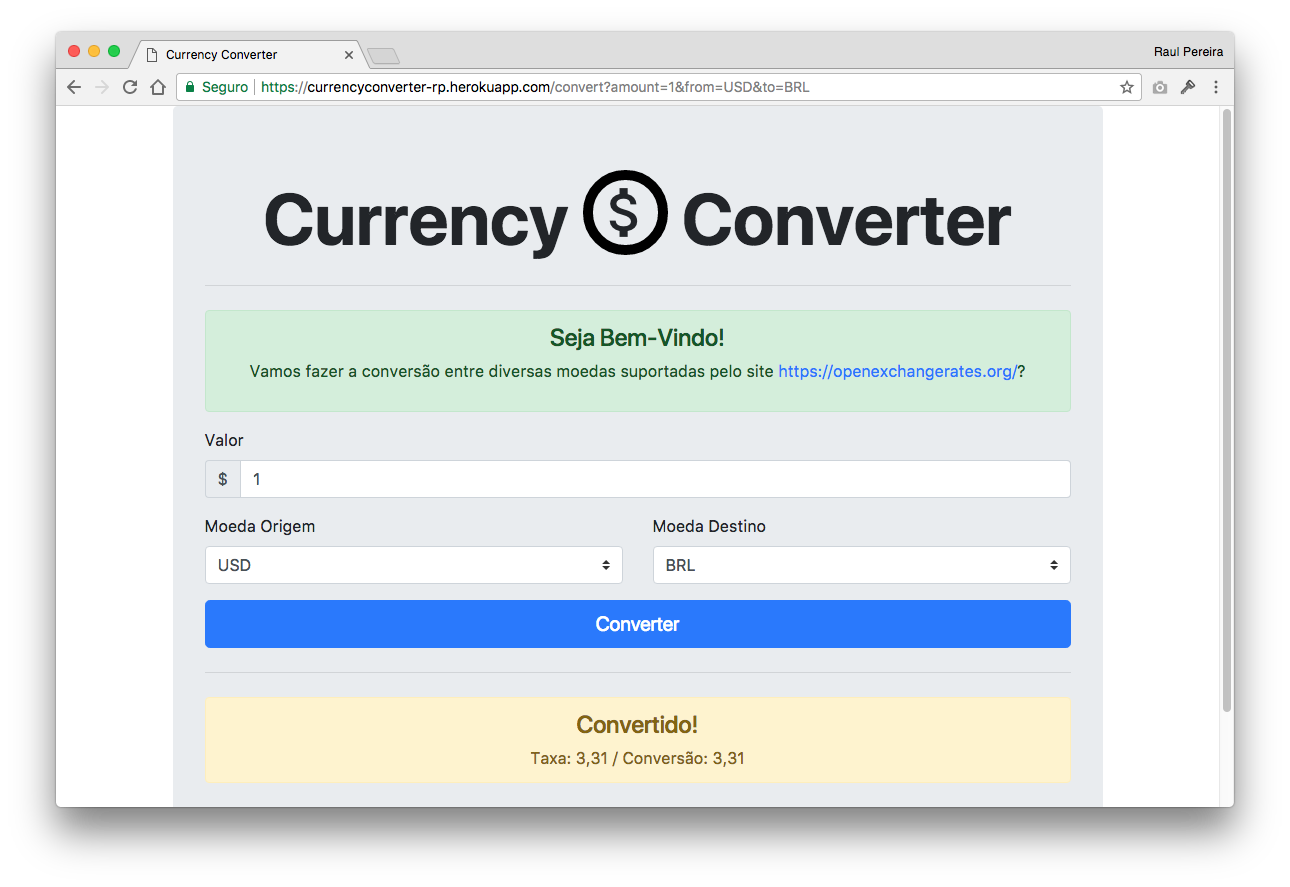 Currency Converter
Raul Pereira
Seguro https://currencyconverter-rp.herokuapp.com/convert?amount=1&from=USD&to=BRL
Currency $ Converter
Seja Bem-Vindo!
Vamos fazer a conversão entre diversas moedas suportadas pelo site https://openexchangerates.org/?
Valor
$ 1
Moeda Origem Moeda Destino
USD BRL
Converter
Convertido!
Taxa: 3,31 / Conversão: 3,31